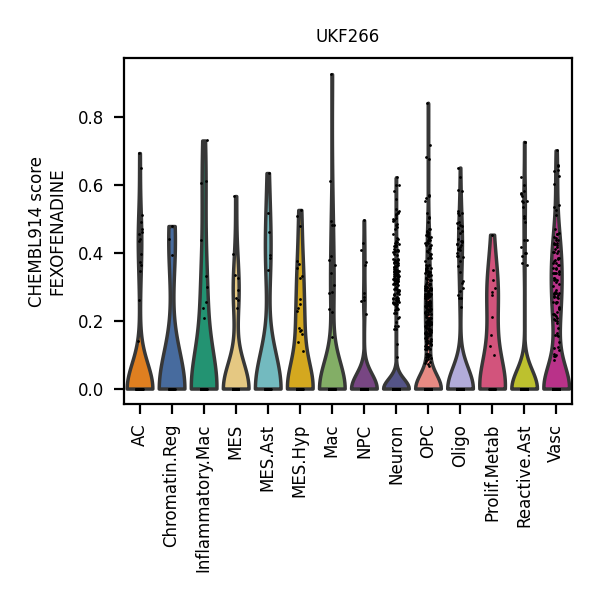 UKF266
CHEMBL914 score
FEXOFENADINE
0.8
0.6
0.4
0.2
0.0
AC
Chromatin.Reg
Inflammatory.Mac
MES
MES.Ast
MES.Hyp
Mac
NPC
Neuron
OPC
Oligo
Prolif.Metab
Reactive.Ast
Vasc